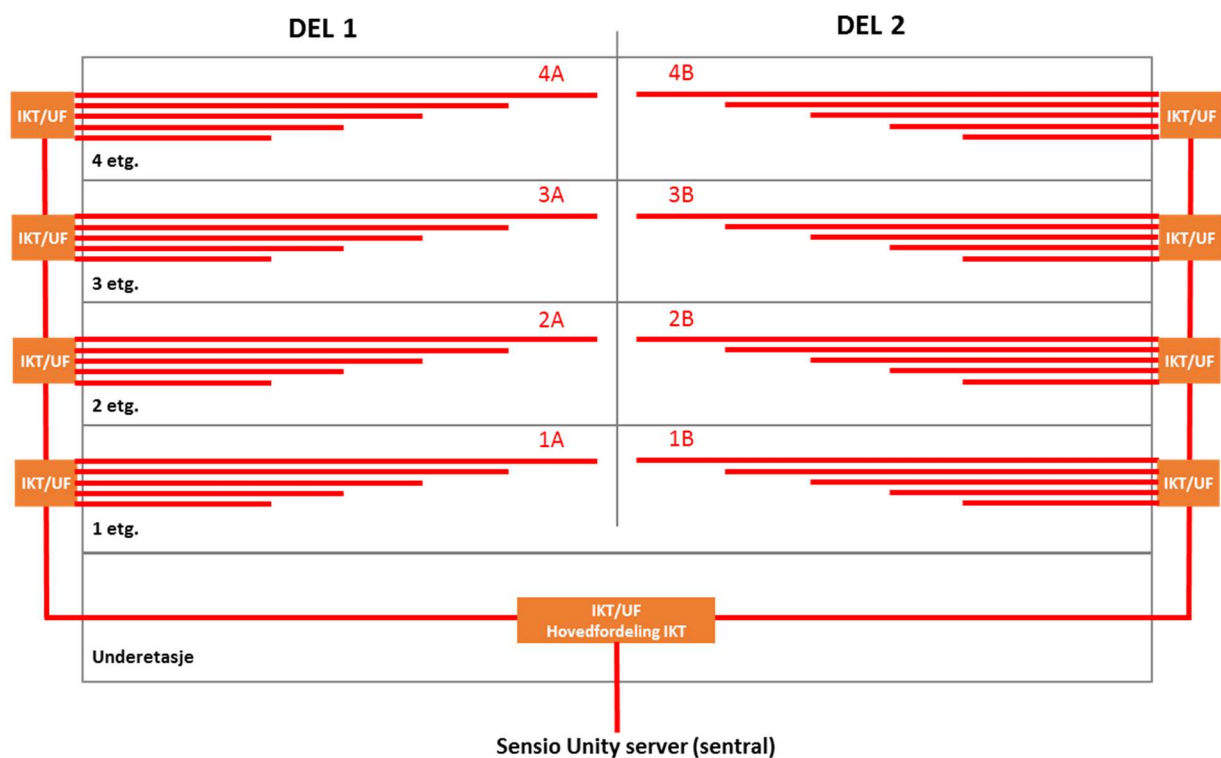 DEL 1
DEL 2
4A
4B
IKT/UF
IKT/UF
4 etg.
3A
3B
IKT/UF
IKT/UF
3 etg.
2A
2B
IKT/UF
IKT/UF
2 etg.
1A
1B
IKT/UF
IKT/UF
1 etg.
IKT/UF
Hovedfordeling IKT
Underetasje
Sensio Unity server (sentral)